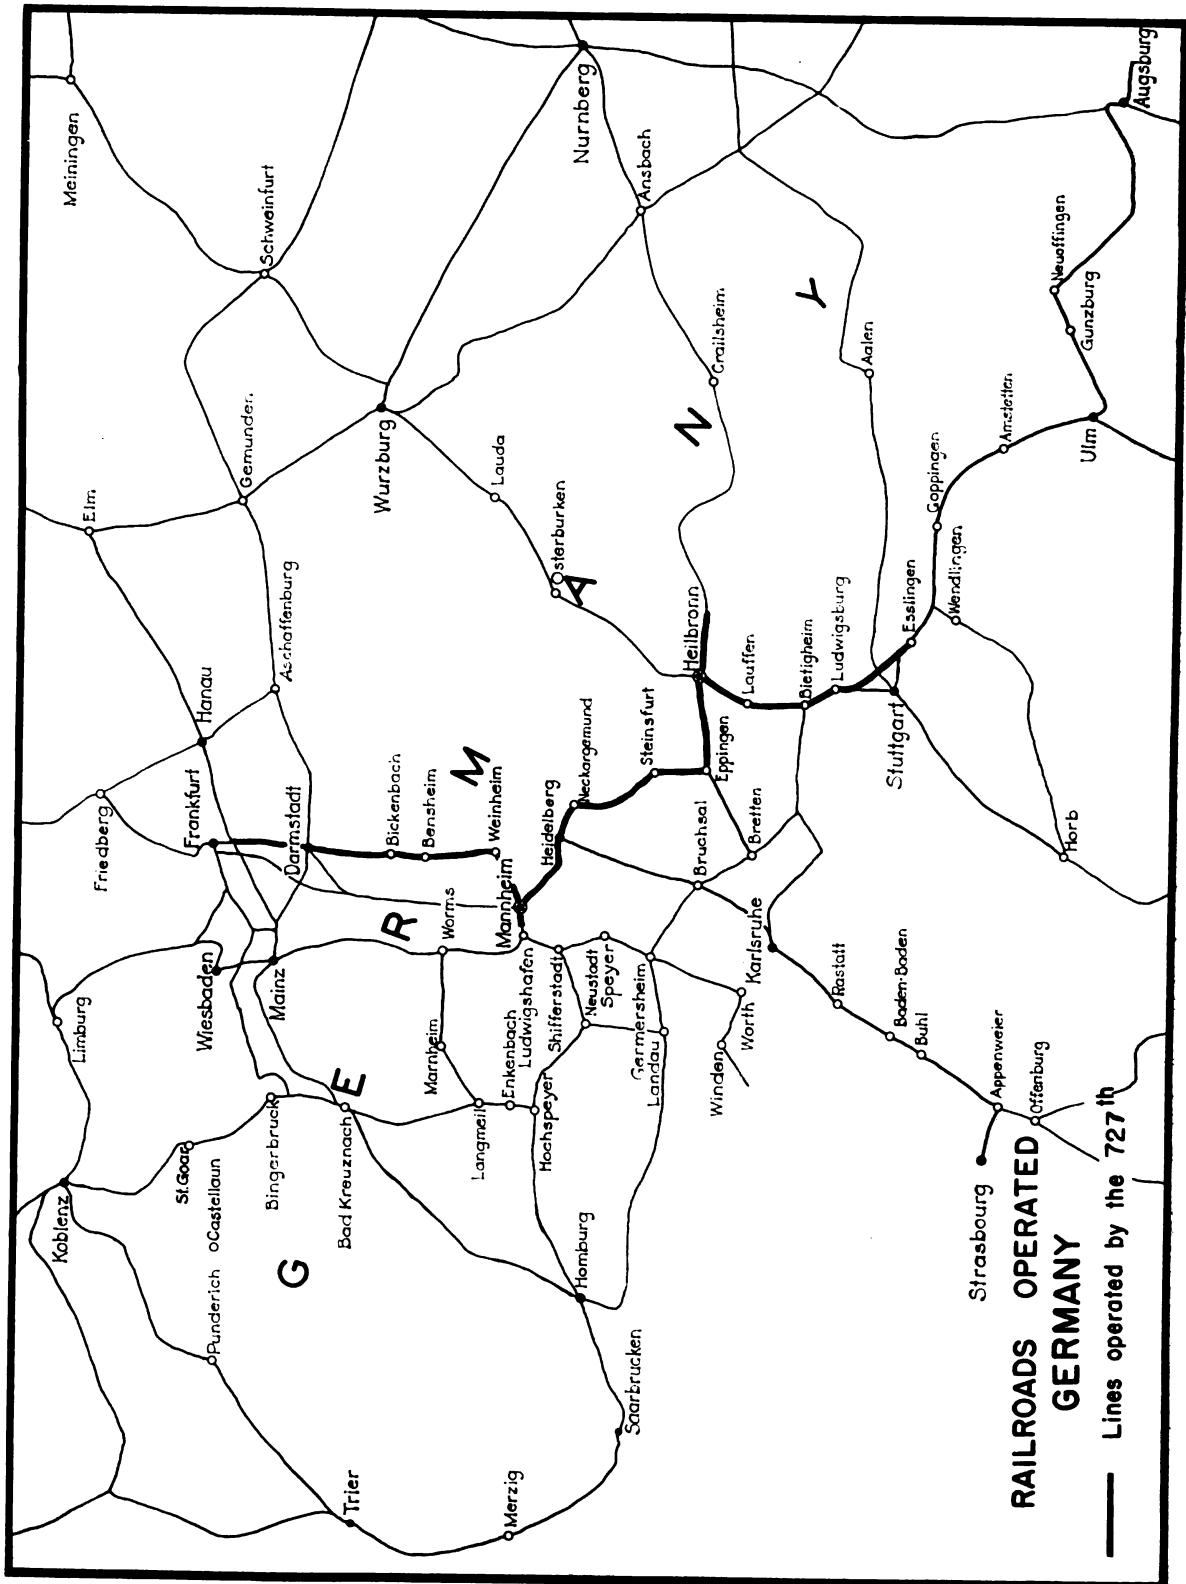 Koblenz
Limburg
Friedberg
Elm
Meiningen
St.Goar
Castellaun
Punderich
Wiesbaden
Frankfurt
Hanau
Gemunden
Schweinfurt
Bingerbruck
Mainz
Darmstadt
Aschaffenburg
Trier
Bad Kreuznach
Bickenbach
Wurzburg
Bensheim
Merzig
Langmeil
Marnheim
Worms
Weinheim
Lauda
Enkenbach
Hochspeyer
Ludwigshafen
Mannheim
Heidelberg
Osterburken
Nurnberg
Homburg
Shifferstadt
Neustadt
Speyer
Neckargemund
Ansbach
Saarbrucken
Landau
Germersheim
Steinsfurt
Heilbronn
Crailsheim
Winden
Worth
Karlsruhe
Bruchsal
Bretten
Eppingen
Lauffen
Bietigheim
Ludwigsburg
Aalen
Rastatt
Baden-Baden
Buhl
Stuttgart
Esslingen
Goppingen
Wendlingen
Amstetten
Strasbourg
Appenweier
Offenburg
Horb
Ulm
Gunzburg
Neuoffingen
Augsburg
G E R M A N Y
RAILROADS OPERATED
GERMANY
Lines operated by the 727th